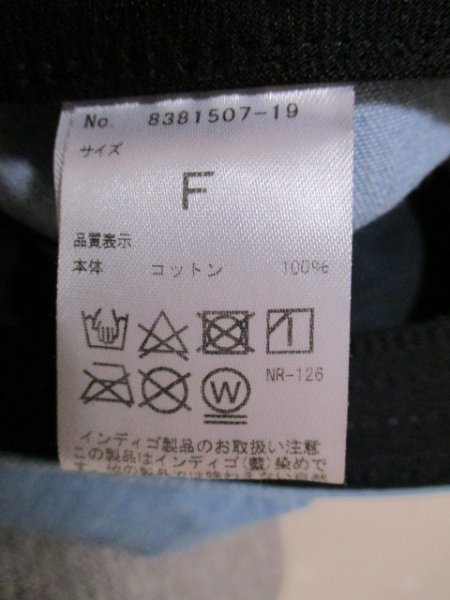 No. 8381507-19
サイズ
F
品質表示
本体 コットン 100%
W
NR-126
インディゴ製品のお取扱い注意
この製品はインディゴ(藍)染めで